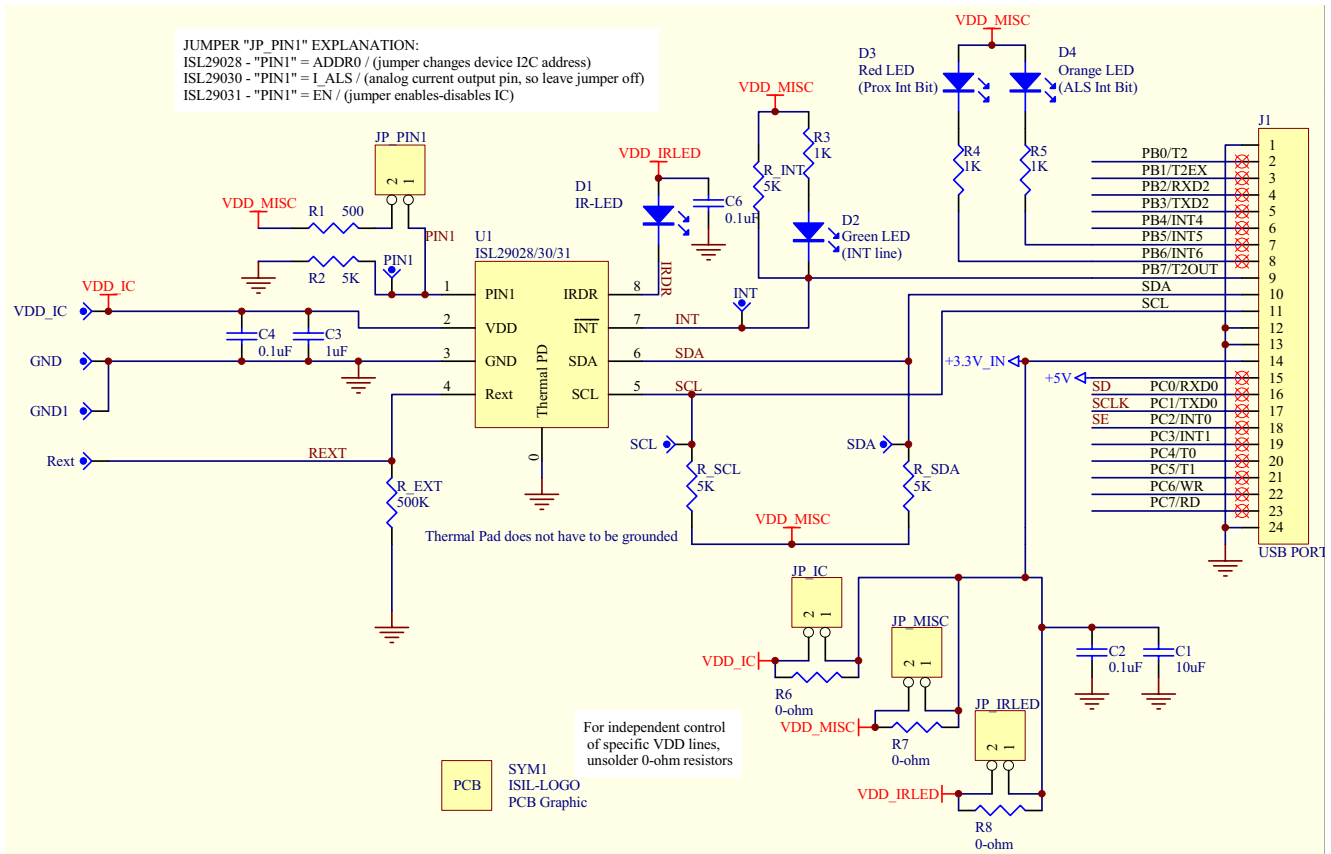 JUMPER "JP_PIN1" EXPLANATION:
ISL29028 - "PIN1" = ADDR0 / (jumper changes device I2C address)
ISL29030 - "PIN1" = I_ALS / (analog current output pin, so leave jumper off)
ISL29031 - "PIN1" = EN / (jumper enables-disables IC)
VDD_MISC
D3
Red LED
(Prox Int Bit)
D4
Orange LED
(ALS Int Bit)
R4
1K
R5
1K
VDD_MISC
R3
1K
R_INT
5K
D2
Green LED
(INT line)
VDD_IRLED
D1
IR-LED
C6
0.1uF
IRDR
JP_PIN1
2
1
VDD_MISC
R1
500
R2
5K
PIN1
PIN1
U1
ISL29028/30/31
1
PIN1
2
VDD
3
GND
4
Rext
IRDR
8
INT
7
SDA
6
SCL
5
Thermal PD
0
INT
INT
SDA
SCL
VDD_IC
VDD_IC
C4
0.1uF
C3
1uF
GND
GND1
Rext
REXT
R_EXT
500K
Thermal Pad does not have to be grounded
SCL
SDA
R_SCL
5K
R_SDA
5K
VDD_MISC
J1
PB0/T2
PB1/T2EX
PB2/RXD2
PB3/TXD2
PB4/INT4
PB5/INT5
PB6/INT6
PB7/T2OUT
SDA
SCL
+3.3V_IN
+5V
SD
PC0/RXD0
SCLK
PC1/TXD0
SE
PC2/INT0
PC3/INT1
PC4/T0
PC5/T1
PC6/WR
PC7/RD
1
2
3
4
5
6
7
8
9
10
11
12
13
14
15
16
17
18
19
20
21
22
23
24
USB PORT
JP_IC
2
1
VDD_IC
R6
0-ohm
JP_MISC
2
1
VDD_MISC
R7
0-ohm
JP_IRLED
2
1
VDD_IRLED
R8
0-ohm
C2
0.1uF
C1
10uF
For independent control
of specific VDD lines,
unsolder 0-ohm resistors
PCB
SYM1
ISIL-LOGO
PCB Graphic